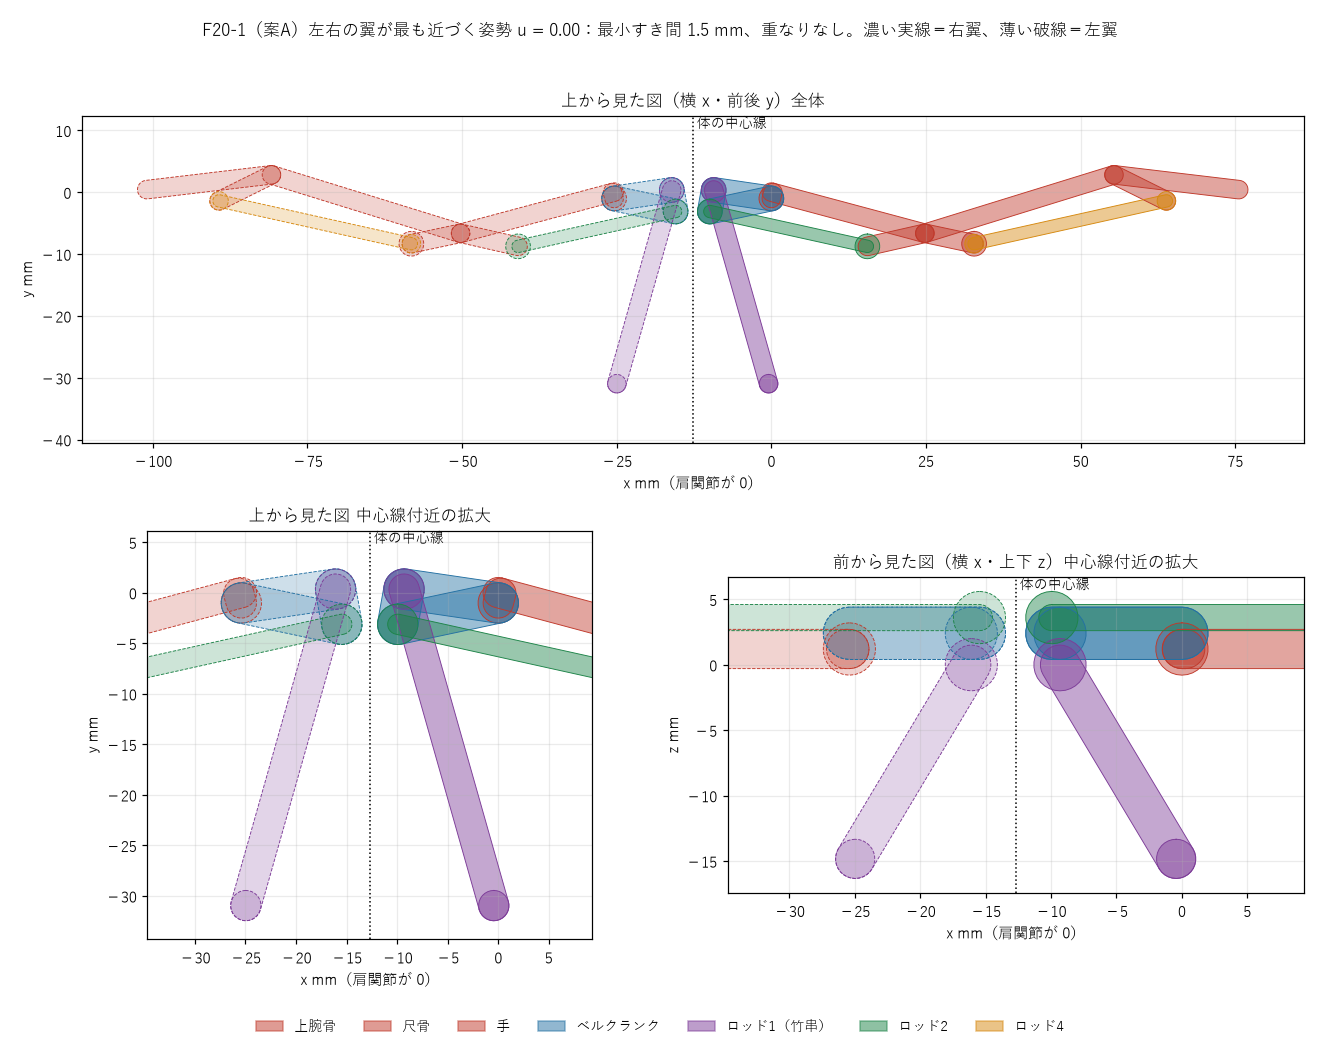 F20-1（案A）左右の翼が最も近づく姿勢 u = 0.00：最小すき間 1.5 mm、重なりなし。濃い実線＝右翼、薄い破線＝左翼
上から見た図（横 x・前後 y）全体
体の中心線
10
0
−10
−20
−30
−40
y mm
−100
−75
−50
−25
0
25
50
75
x mm（肩関節が 0）
上から見た図 中心線付近の拡大
体の中心線
5
0
−5
−10
−15
−20
−25
−30
y mm
−30
−25
−20
−15
−10
−5
0
5
x mm（肩関節が 0）
前から見た図（横 x・上下 z）中心線付近の拡大
体の中心線
5
0
−5
−10
−15
z mm
−30
−25
−20
−15
−10
−5
0
5
x mm（肩関節が 0）
上腕骨
尺骨
手
ベルクランク
ロッド1（竹串）
ロッド2
ロッド4